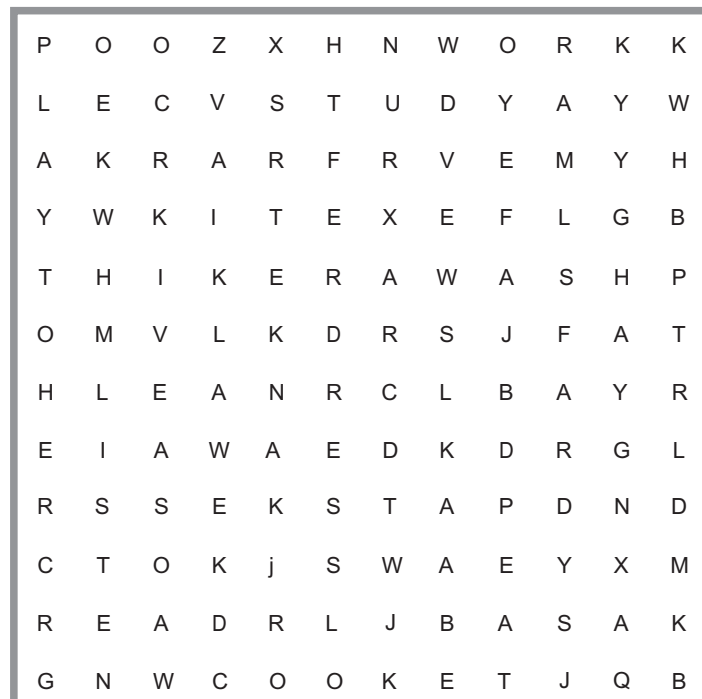 P O O Z X H N W O R K K
L E C V S T U D Y A Y W
A K R A R F R V E M Y H
Y W K I T E X E F L G B
T H I K E R A W A S H P
O M V L K D R S J F A T
H L E A N R C L B A Y R
E I A W A E D K D R G L
R S S E K S T A P D N D
C T O K j S W A E Y X M
R E A D R L J B A S A K
G N W C O O K E T J Q B